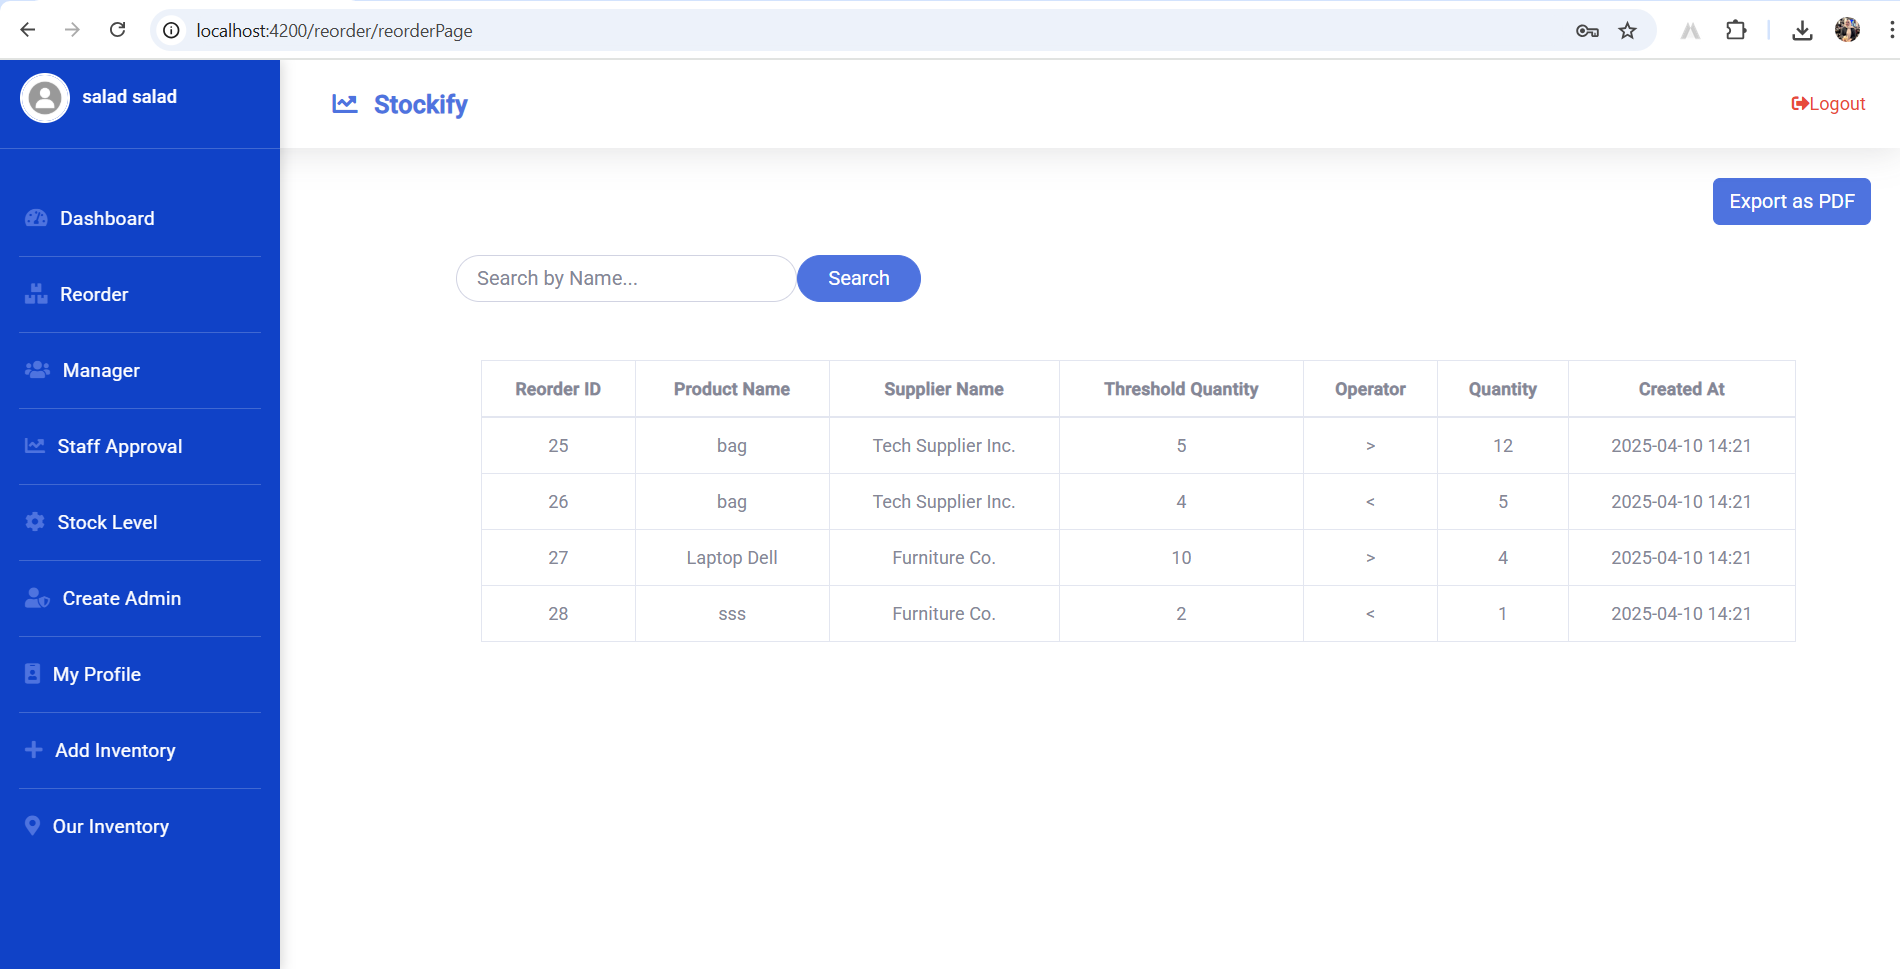 localhost:4200/reorder/reorderPage
salad salad
Stockify
Logout
Dashboard
Reorder
Manager
Staff Approval
Stock Level
Create Admin
My Profile
Add Inventory
Our Inventory
Export as PDF
Search by Name... Search
Reorder ID Product Name Supplier Name Threshold Quantity Operator Quantity Created At
25 bag Tech Supplier Inc. 5 > 12 2025-04-10 14:21
26 bag Tech Supplier Inc. 4 < 5 2025-04-10 14:21
27 Laptop Dell Furniture Co. 10 > 4 2025-04-10 14:21
28 sss Furniture Co. 2 < 1 2025-04-10 14:21